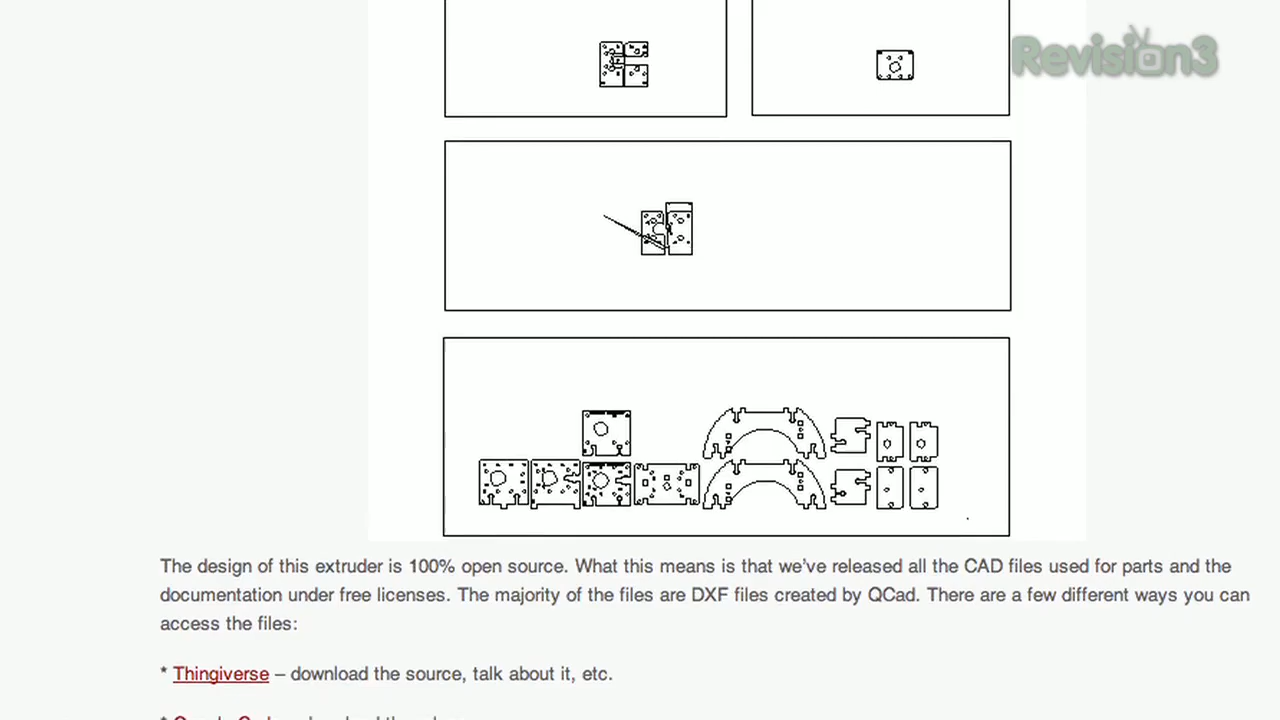 Revision3
The design of this extruder is 100% open source. What this means is that we've released all the CAD files used for parts and the
documentation under free licenses. The majority of the files are DXF files created by QCad. There are a few different ways you can
access the files:
* Thingiverse – download the source, talk about it, etc.